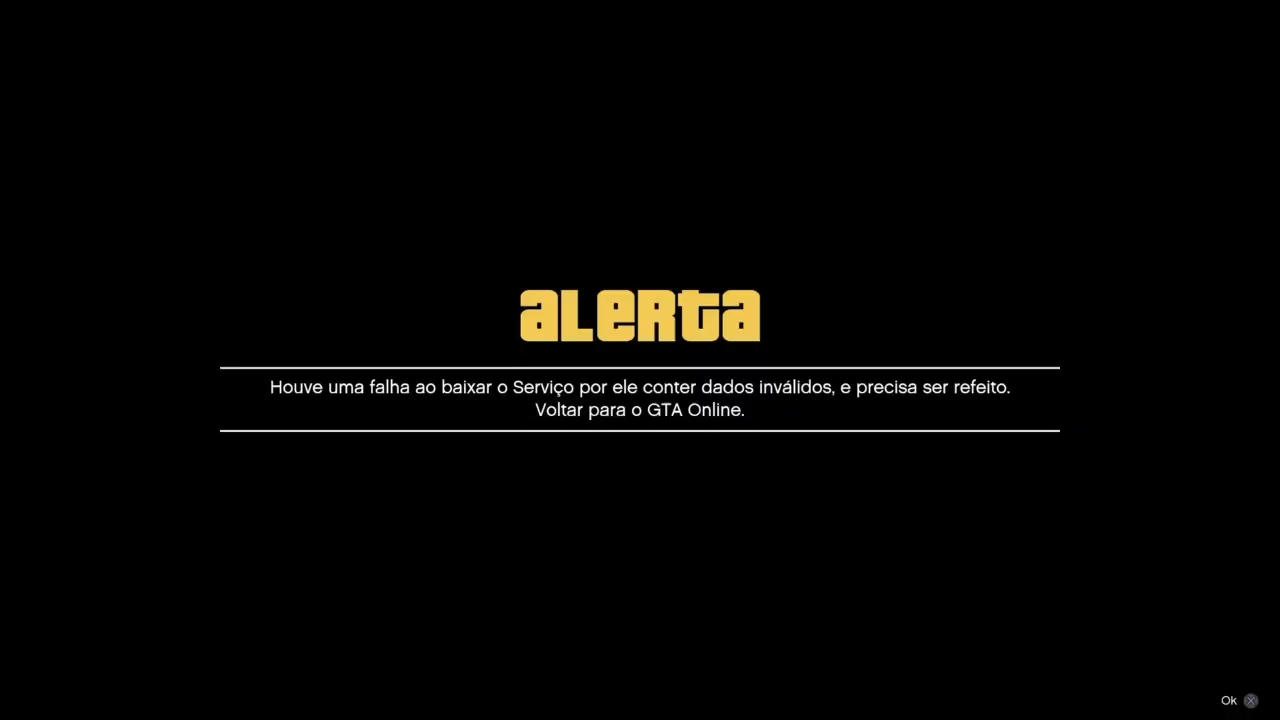 alerta
Houve uma falha ao baixar o Serviço por ele conter dados inválidos, e precisa ser refeito.
Voltar para o GTA Online.
Ok